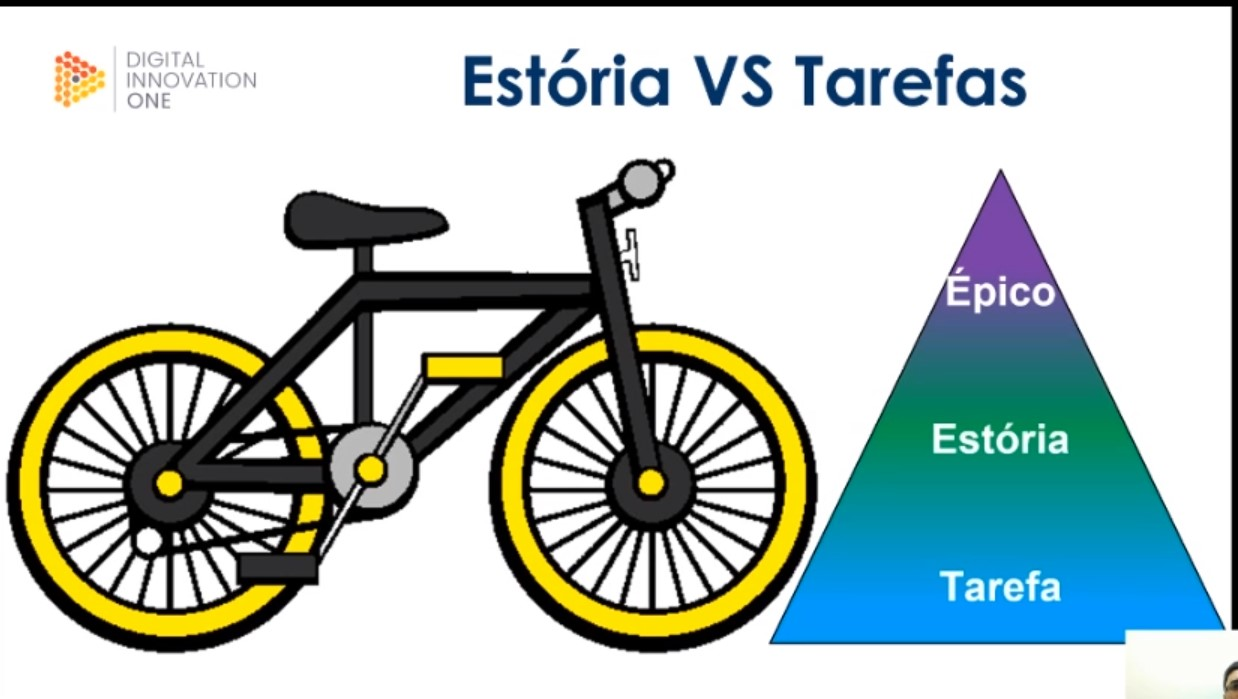 DIGITAL
INNOVATION
ONE
Estória VS Tarefas
Épico
Estória
Tarefa